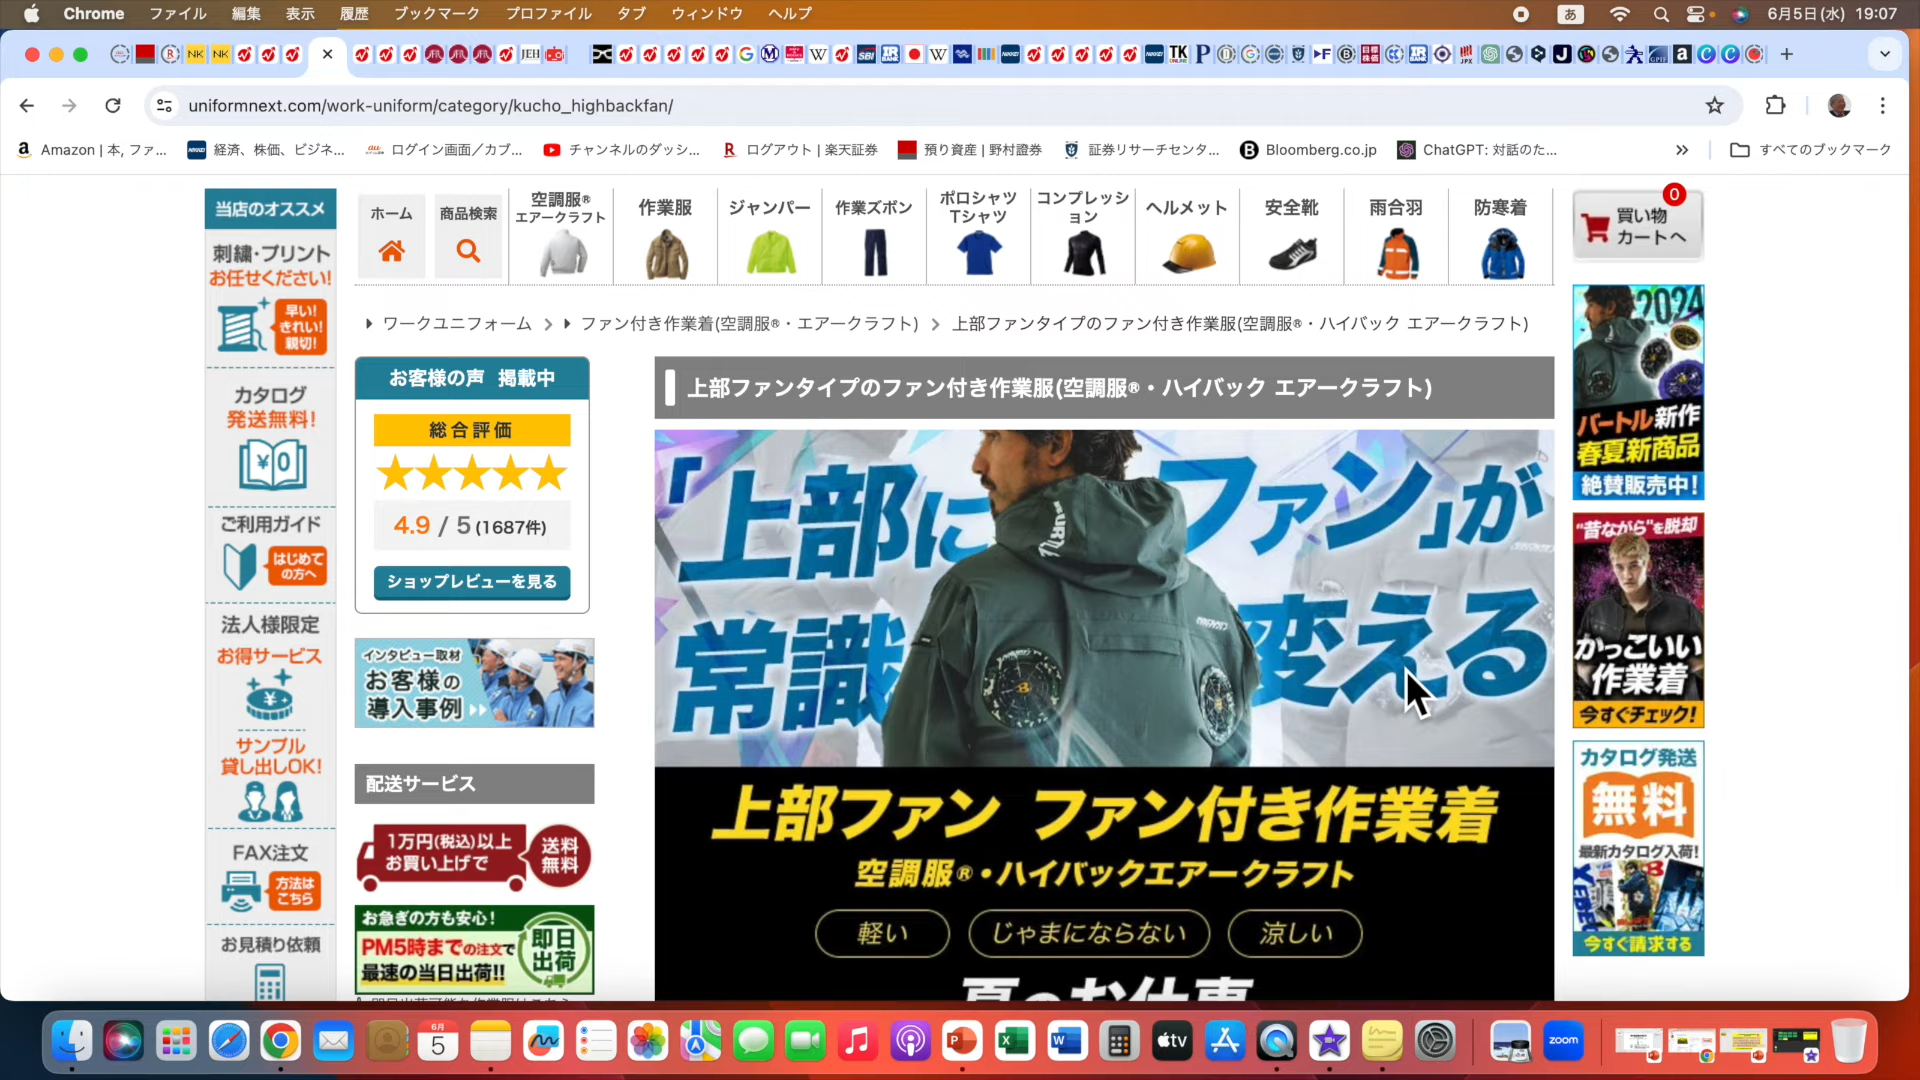 Chrome ファイル 編集 表示 履歴 ブックマーク プロファイル タブ ウィンドウ ヘルプ
あ 6月5日(水) 19:07
uniformnext.com/work-uniform/category/kucho_highbackfan/
Amazon | 本, ファ... 経済、株価、ビジネ... ログイン画面／カブ... チャンネルのダッシ... ログアウト | 楽天証券 預り資産 | 野村證券 証券リサーチセンタ... Bloomberg.co.jp ChatGPT: 対話のた... すべてのブックマーク
当店のオススメ
刺繍・プリント
お任せください!
早い!
きれい!
親切!
カタログ
発送無料!
¥0
ご利用ガイド
はじめて
の方へ
法人様限定
お得サービス
サンプル
貸し出しOK!
FAX注文
方法は
こちら
お見積り依頼
ホーム
商品検索
空調服®
エアークラフト
作業服
ジャンパー
作業ズボン
ポロシャツ
Tシャツ
コンプレッシ
ョン
ヘルメット
安全靴
雨合羽
防寒着
0
買い物
カートへ
ワークユニフォーム > ファン付き作業着(空調服®・エアークラフト) > 上部ファンタイプのファン付き作業服(空調服®・ハイバック エアークラフト)
お客様の声 掲載中
総合評価
★★★★★
4.9 / 5 (1687件)
ショップレビューを見る
インタビュー取材
お客様の
導入事例
配送サービス
1万円(税込)以上
お買い上げで
送料
無料
お急ぎの方も安心!
PM5時までの注文で
最速の当日出荷!!
即日
出荷
上部ファンタイプのファン付き作業服(空調服®・ハイバック エアークラフト)
「上部にファン」が
常識変える
上部ファン ファン付き作業着
空調服®・ハイバックエアークラフト
軽い
じゃまにならない
涼しい
夏のお仕事
2024
バートル新作
春夏新商品
絶賛販売中!
"昔ながら"を脱却
かっこいい
作業着
今すぐチェック!
カタログ発送
無料
最新カタログ入荷!
今すぐ請求する
6月
5
tv
zoom